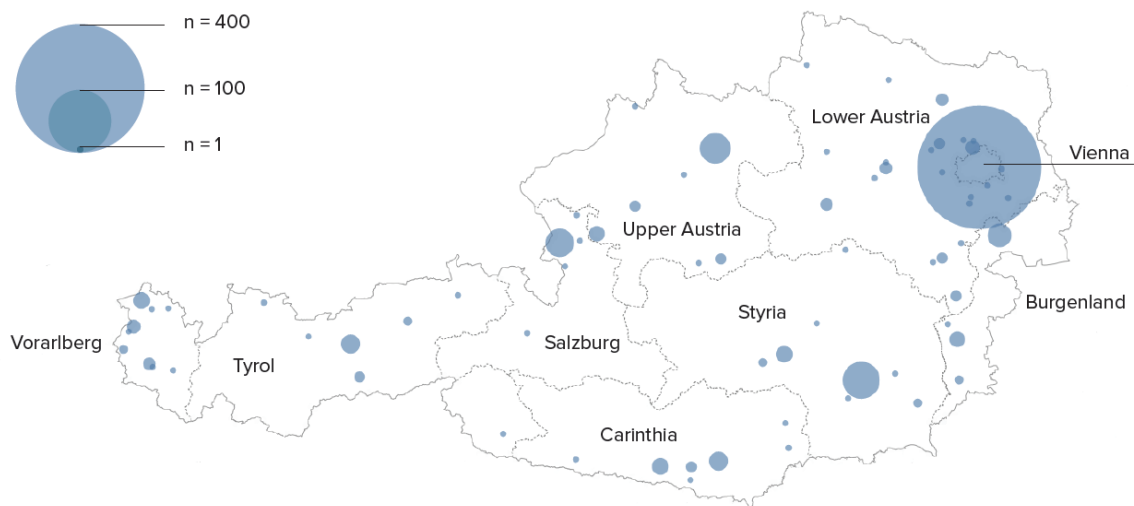 n = 400
n = 100
n = 1
Lower Austria
Vienna
Upper Austria
Burgenland
Styria
Vorarlberg
Salzburg
Tyrol
Carinthia